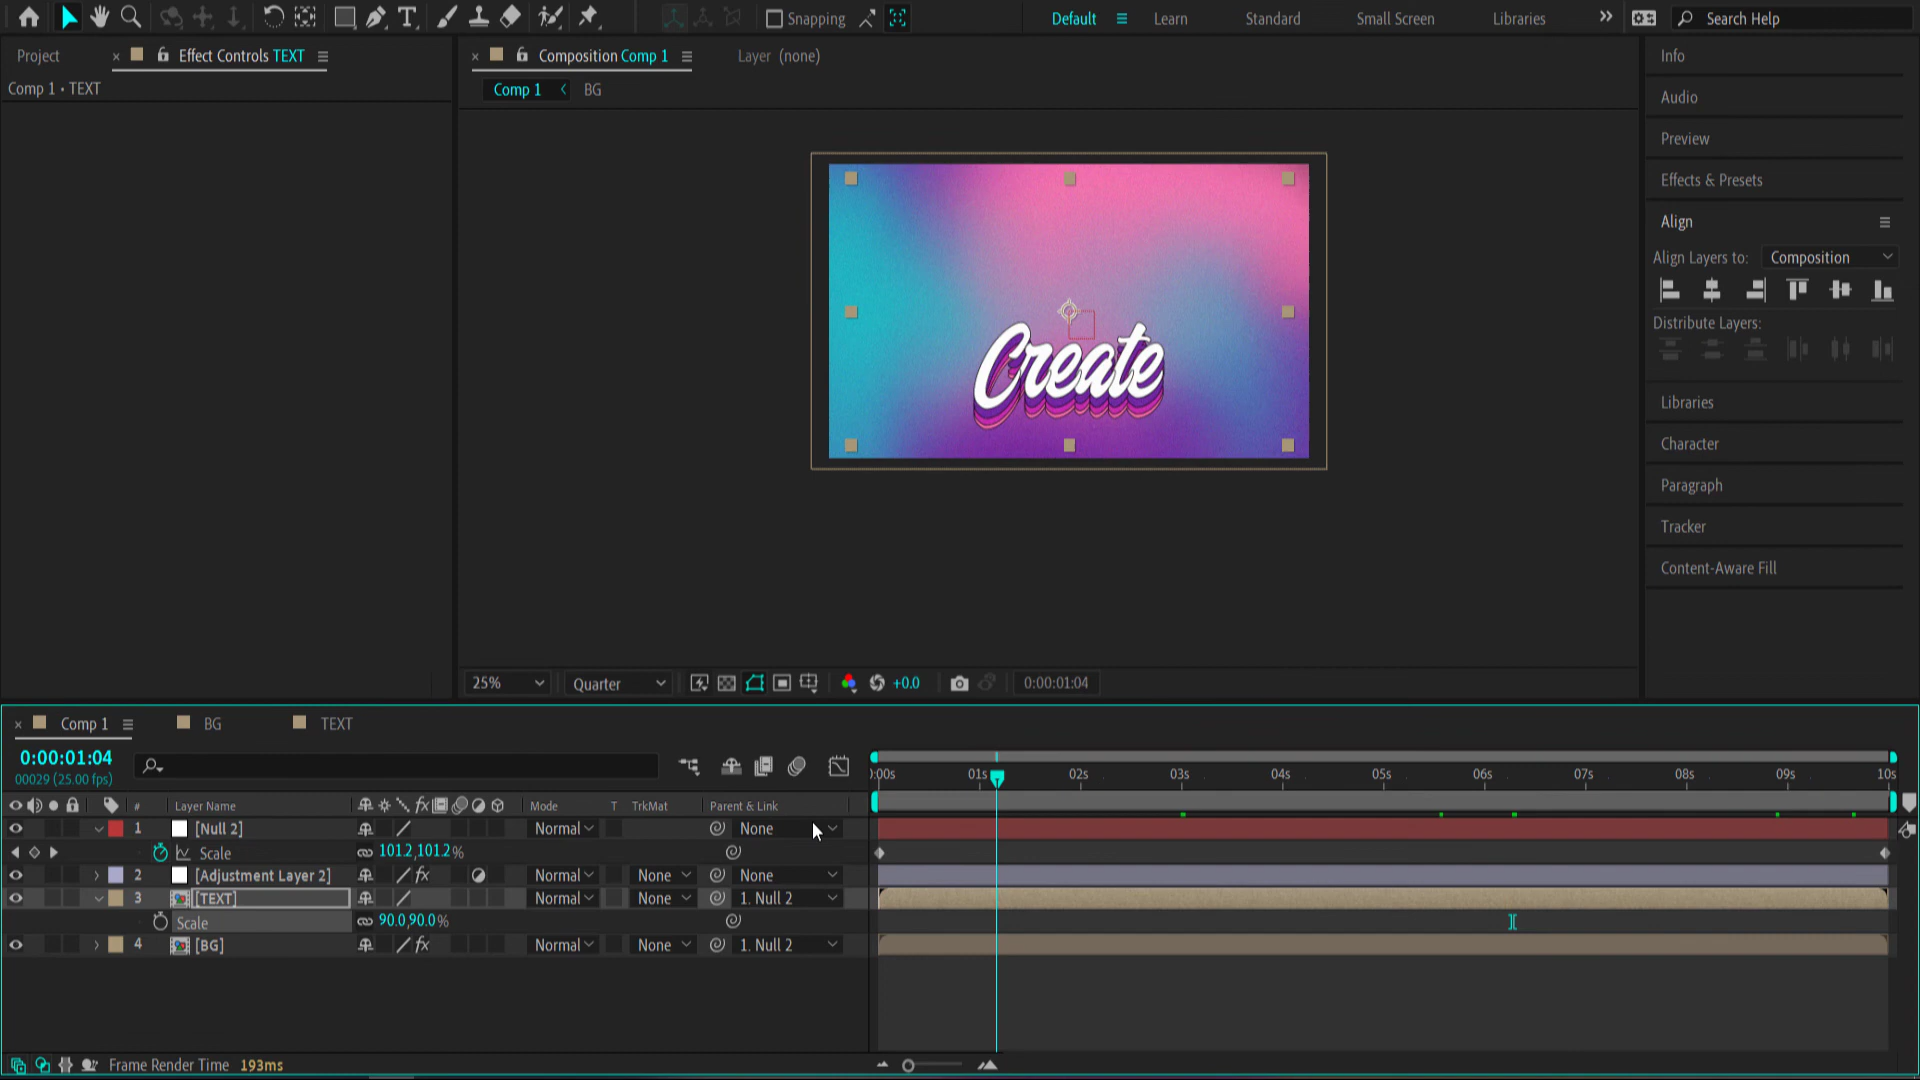 Snapping
Default
Learn
Standard
Small Screen
Libraries
Search Help
Project
Effect Controls TEXT
Composition Comp 1
Layer (none)
Info
Comp 1 • TEXT
Comp 1
BG
Audio
Preview
Effects & Presets
Align
Align Layers to:
Composition
Distribute Layers:
Create
Libraries
Character
Paragraph
Tracker
Content-Aware Fill
25%
Quarter
+0.0
0:00:01:04
Comp 1
BG
TEXT
0:00:01:04
00029 (25.00 fps)
):00s 01s 02s 03s 04s 05s 06s 07s 08s 09s 10s
# Layer Name fx Mode T TrkMat Parent & Link
1 [Null 2] Normal None
Scale 101.2,101.2%
2 [Adjustment Layer 2] fx Normal None None
3 [TEXT] Normal None 1. Null 2
Scale 90.0,90.0%
4 [BG] fx Normal None 1. Null 2
Frame Render Time 193ms